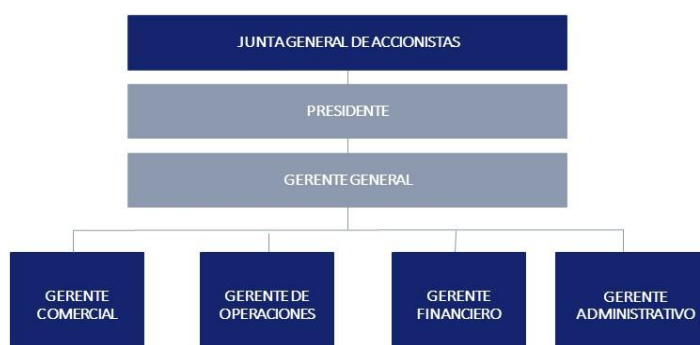 JUNTA GENERAL DE ACCIONISTAS
PRESIDENTE
GERENTE GENERAL
GERENTE
COMERCIAL
GERENTE DE
OPERACIONES
GERENTE
FINANCIERO
GERENTE
ADMINISTRATIVO